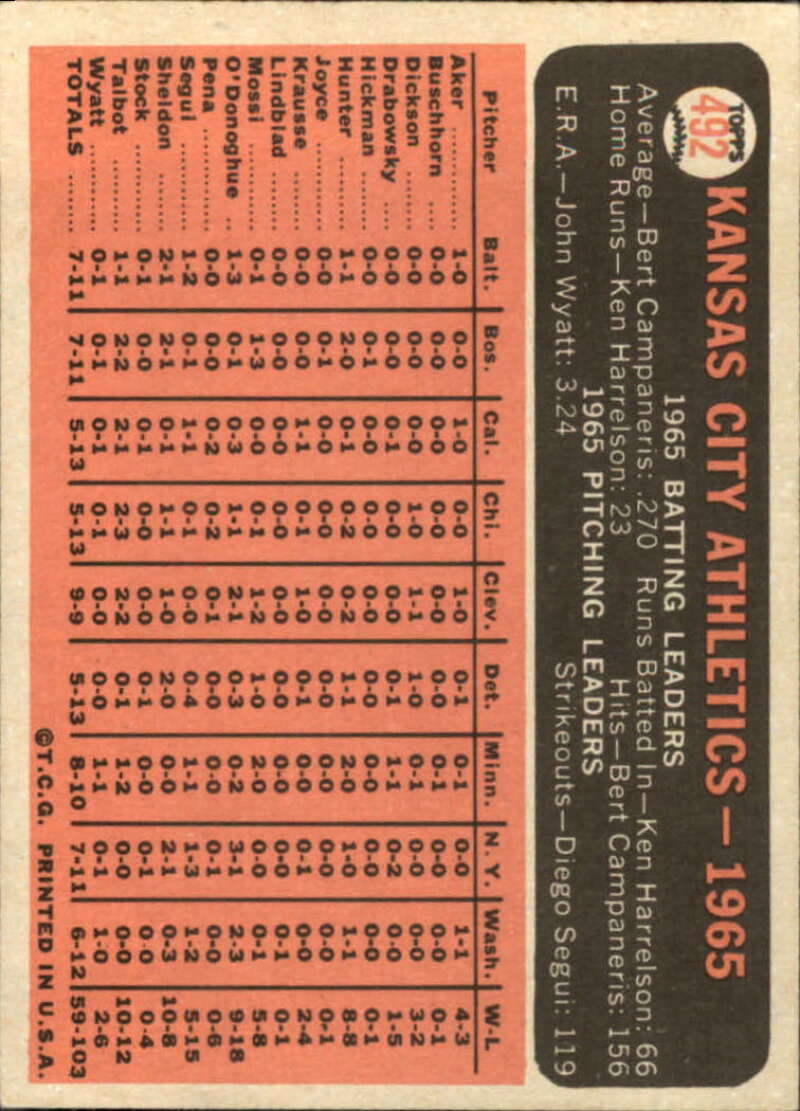 TOPPS 492 KANSAS CITY ATHLETICS—1965
1965 BATTING LEADERS
Average—Bert Campaneris: .270 Runs Batted In—Ken Harrelson: 66
Home Runs—Ken Harrelson: 23 Hits—Bert Campaneris: 156
1965 PITCHING LEADERS
E.R.A.—John Wyatt: 3.24 Strikeouts—Diego Segui: 119
Pitcher Balt. Bos. Cal. Chi. Clev. Det. Minn. N.Y. Wash. W-L
Aker ............ 1-0 0-0 1-0 0-0 1-0 0-1 0-1 0-0 1-1 4-3
Buschhorn .... 0-0 0-0 0-0 0-0 0-0 0-0 0-1 0-0 0-0 0-1
Dickson ........ 0-0 0-0 0-0 1-0 1-1 1-0 0-1 0-0 0-0 3-2
Drabowsky .... 0-0 0-0 0-1 0-0 0-0 0-1 1-1 0-2 0-0 1-5
Hickman ....... 0-0 0-1 0-0 0-0 0-0 0-0 0-0 0-0 0-0 0-1
Hunter .......... 1-1 2-0 0-1 0-2 0-2 1-1 2-0 1-0 1-1 8-8
Joyce ............ 0-0 0-1 0-0 0-0 0-0 0-0 0-0 0-0 0-0 0-1
Krausse ........ 0-0 0-0 1-1 0-1 1-0 0-1 0-0 0-1 0-0 2-4
Lindblad ........ 0-0 0-0 0-0 0-0 0-0 0-0 0-0 0-0 0-1 0-1
Mossi ............ 0-1 1-3 0-0 0-1 1-2 1-0 2-0 0-0 0-1 5-8
O'Donoghue .. 1-3 0-1 0-3 1-1 2-1 0-3 0-2 3-1 2-3 9-18
Pena ............ 0-0 0-0 0-2 0-2 0-1 0-0 0-0 0-1 0-0 0-6
Segui ............ 1-2 0-1 1-1 0-1 0-0 0-4 1-1 1-3 1-2 5-15
Sheldon ........ 2-1 2-1 0-1 1-1 1-0 2-0 0-0 2-1 0-3 10-8
Stock ............ 0-1 0-0 0-1 0-0 0-0 0-1 0-0 0-1 0-0 0-4
Talbot .......... 1-1 2-2 2-1 2-3 2-2 0-1 1-2 0-0 0-0 10-12
Wyatt ............ 0-1 0-1 0-1 0-1 0-0 0-0 1-1 0-1 1-0 2-6
TOTALS ........ 7-11 7-11 5-13 5-13 9-9 5-13 8-10 7-11 6-12 59-103
©T.C.G. PRINTED IN U.S.A.